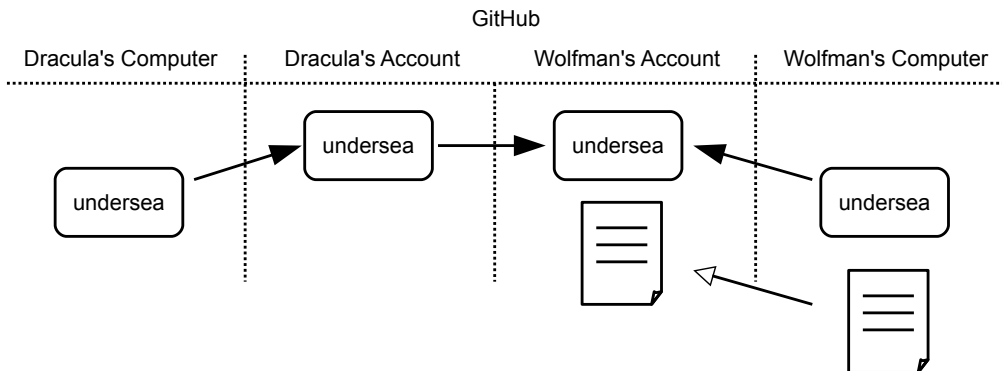 GitHub
Dracula's Computer
Dracula's Account
Wolfman's Account
Wolfman's Computer
undersea
undersea
undersea
undersea